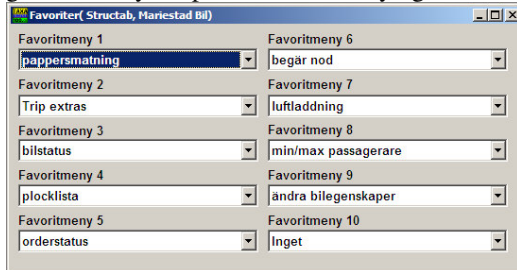 Favoriter( Structab, Mariestad Bil)
Favoritmeny 1
pappersmatning
Favoritmeny 2
Trip extras
Favoritmeny 3
bilstatus
Favoritmeny 4
plocklista
Favoritmeny 5
orderstatus
Favoritmeny 6
begär nod
Favoritmeny 7
luftladdning
Favoritmeny 8
min/max passagerare
Favoritmeny 9
ändra bilegenskaper
Favoritmeny 10
Inget